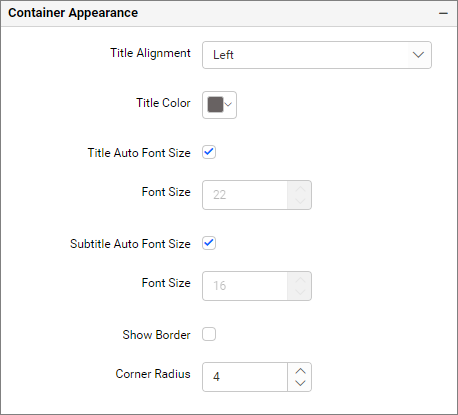 Container Appearance
Title Alignment Left
Title Color
Title Auto Font Size
Font Size 22
Subtitle Auto Font Size
Font Size 16
Show Border
Corner Radius 4